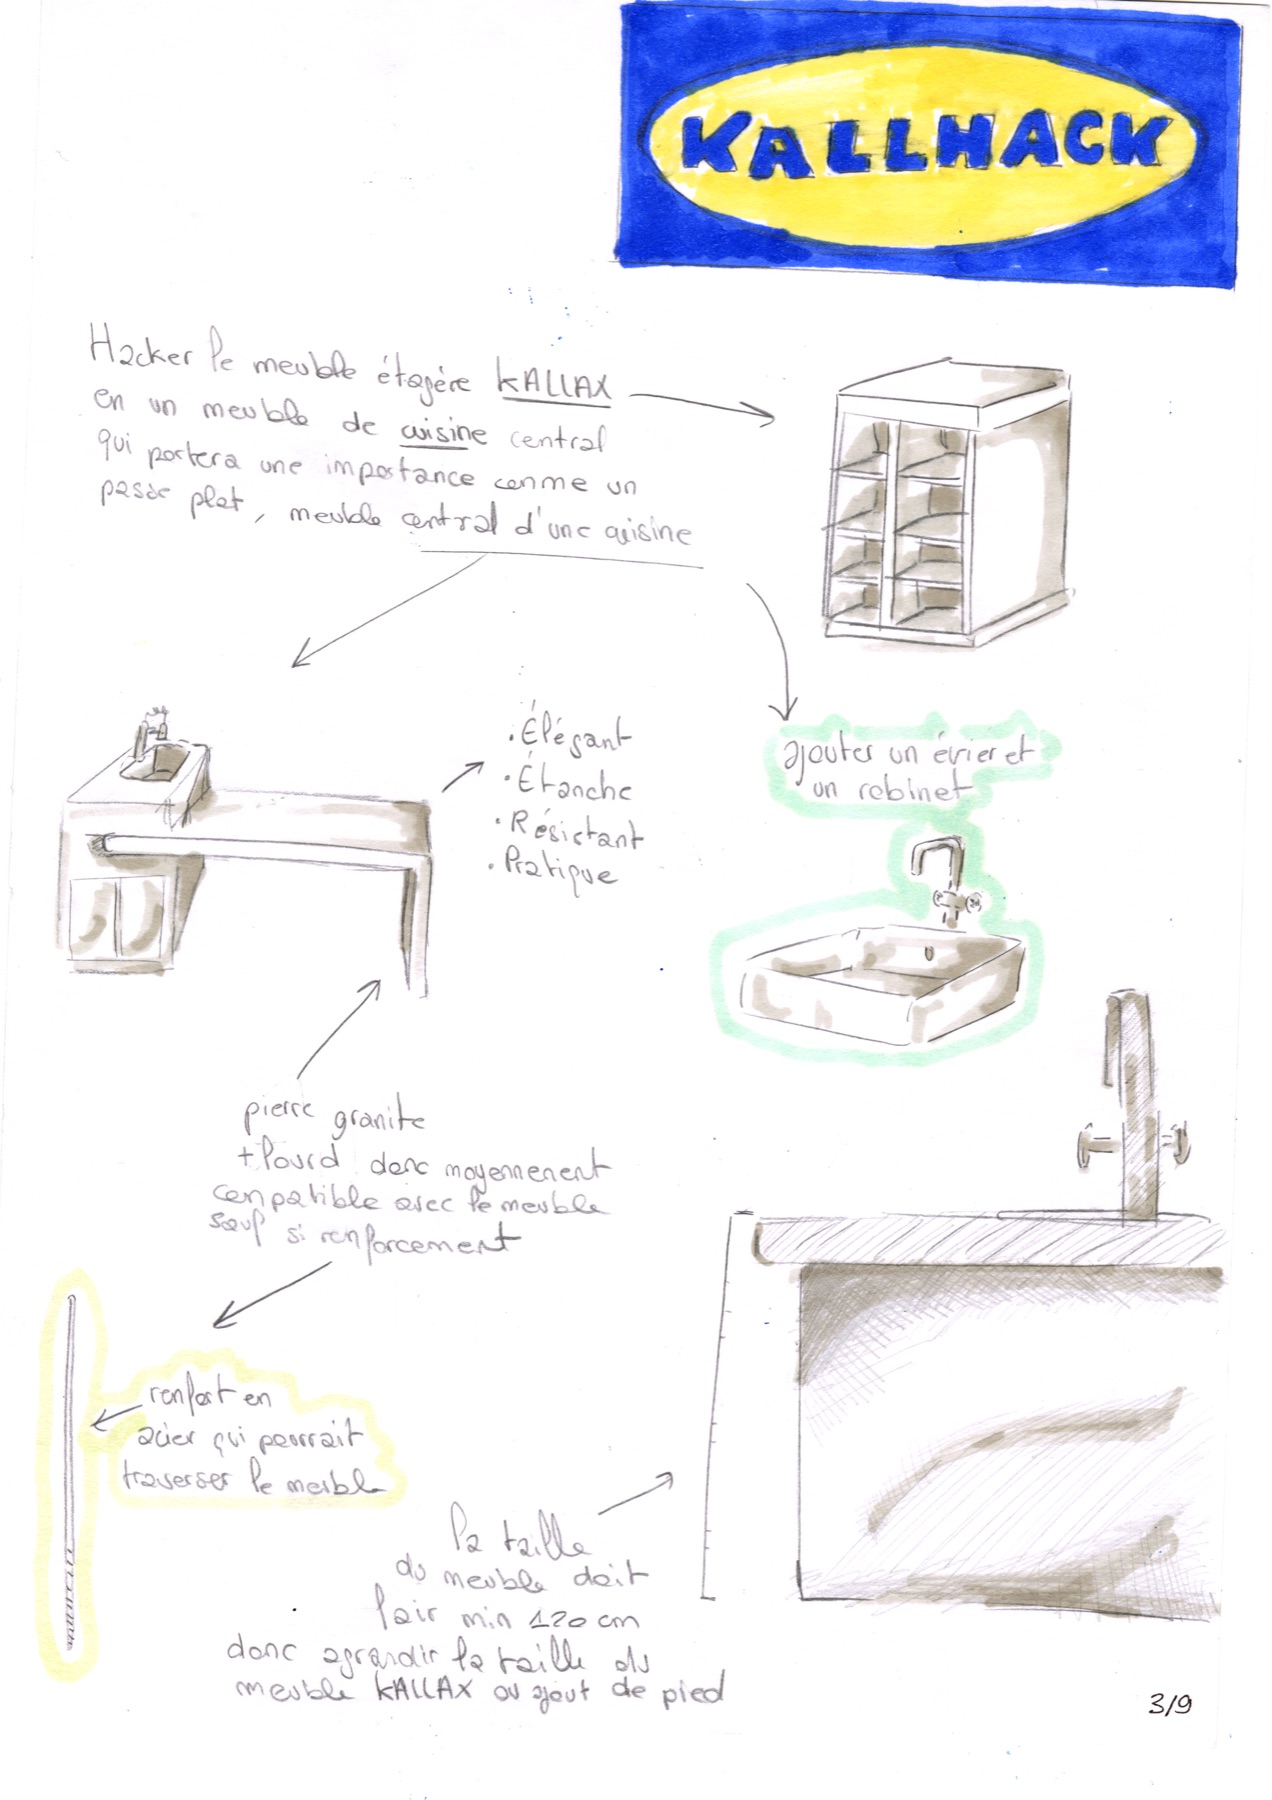 KALLHACK
Hacker le meuble étagère KALLAX
en un meuble de cuisine central
qui portera une importance comme un
passe plat, meuble central d'une cuisine
. Élégant
. Étanche
. Résistant
. Pratique
ajouter un évier et
un robinet
pierre granite
+ lourd donc moyennement
compatible avec le meuble
sauf si renforcement
renfort en
acier qui pourrait
traverser le meuble
la taille
du meuble doit
fair min 120 cm
donc agrandir la taille du
meuble KALLAX ou ajout de pied
3/9